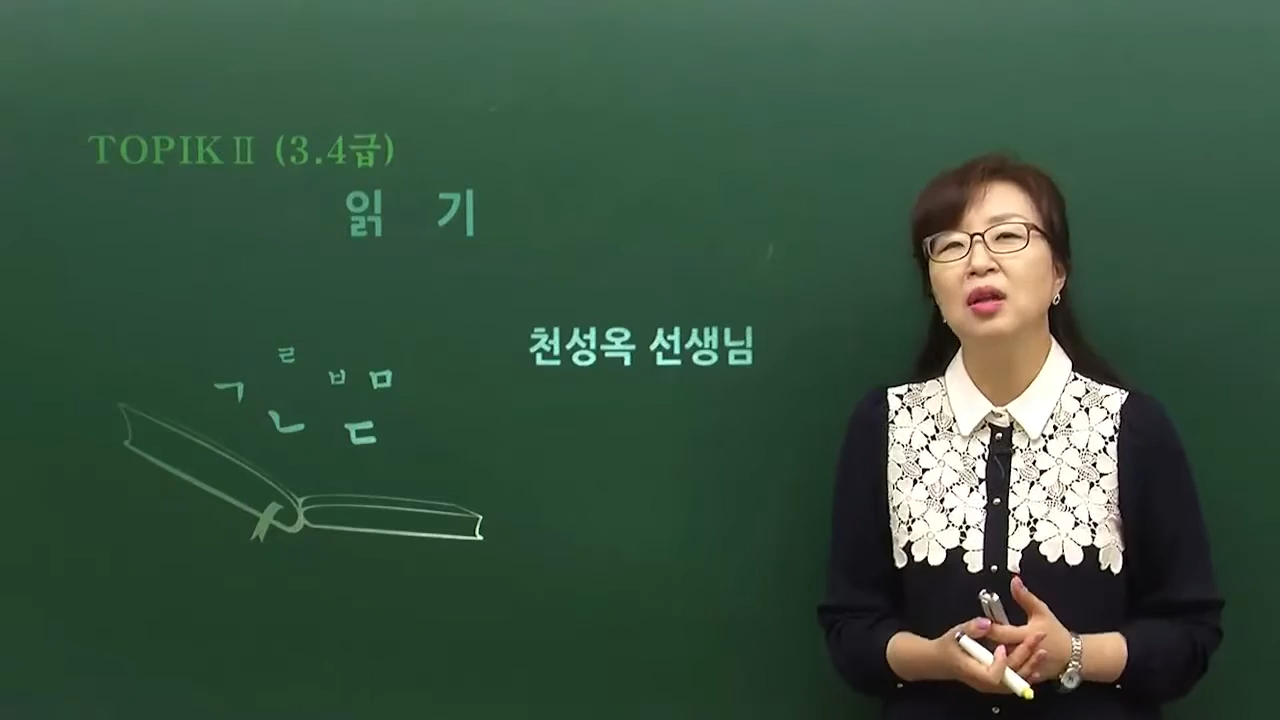 TOPIK Ⅱ (3.4급)
읽 기
천성옥 선생님
ㄹ
ㄱ ㅂ ㅁ
ㄴ ㄷ